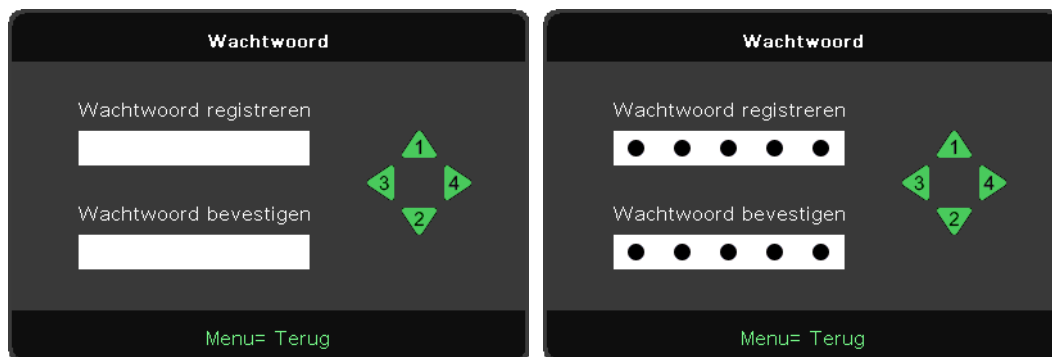 Wachtwoord
Wachtwoord registreren
1
3 4
Wachtwoord bevestigen
2
Menu= Terug
Wachtwoord
Wachtwoord registreren
1
3 4
Wachtwoord bevestigen
2
Menu= Terug